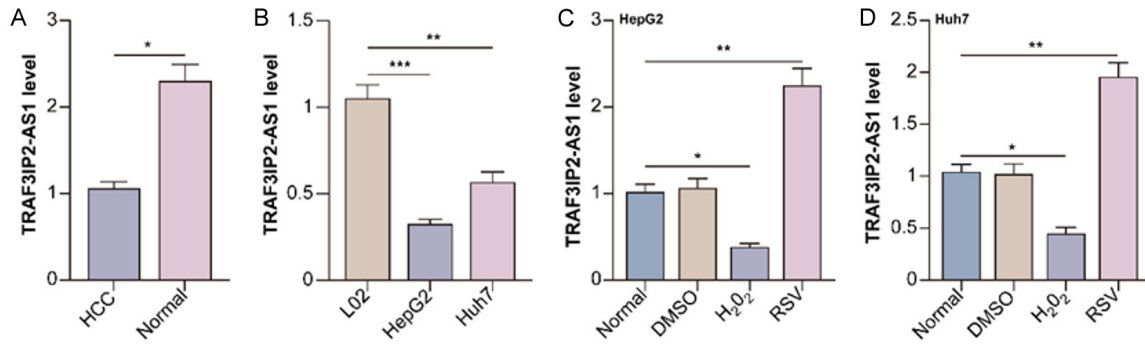 A
TRAF3IP2-AS1 level
3
2
1
0
*
HCC
Normal
B
TRAF3IP2-AS1 level
1.5
1
0.5
0
**
***
L02
HepG2
Huh7
C
HepG2
TRAF3IP2-AS1 level
3
2
1
0
**
*
Normal
DMSO
H₂O₂
RSV
D
Huh7
TRAF3IP2-AS1 level
2.5
2
1.5
1
0.5
0
**
*
Normal
DMSO
H₂O₂
RSV